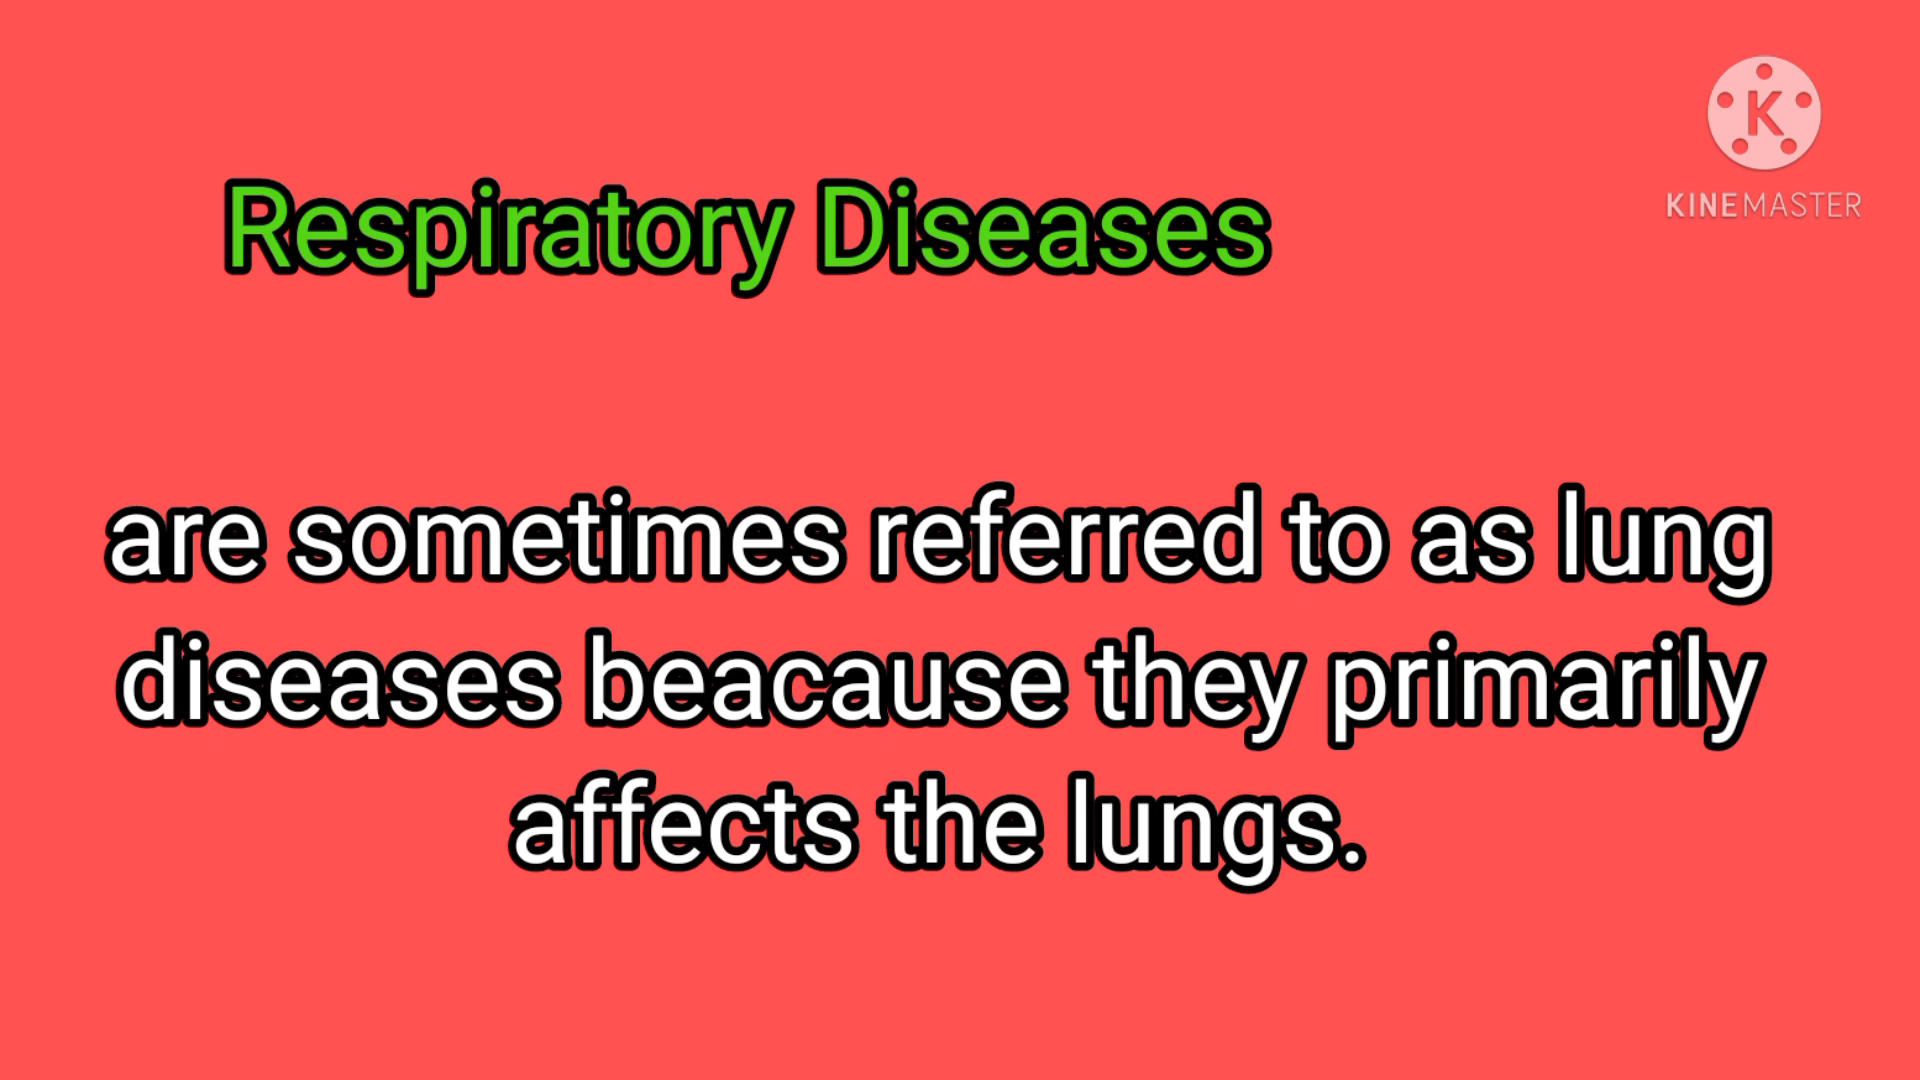 K
KINEMASTER
Respiratory Diseases
are sometimes referred to as lung
diseases beacause they primarily
affects the lungs.